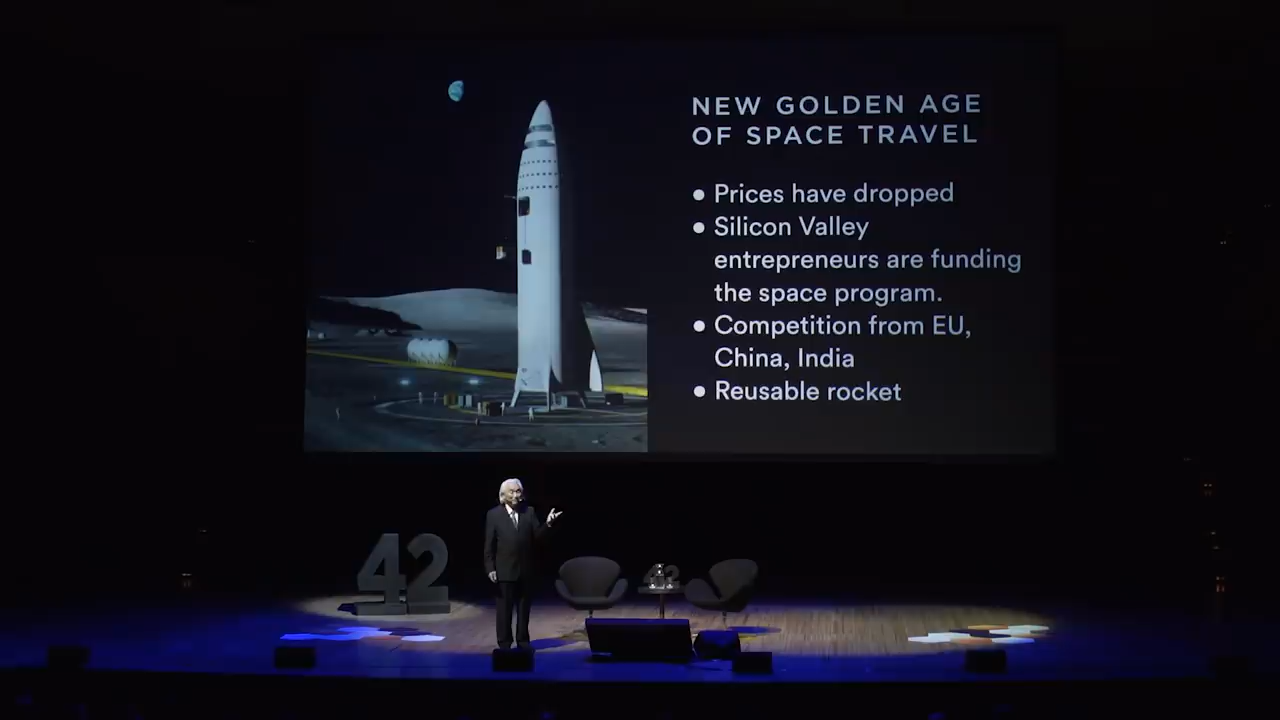 NEW GOLDEN AGE
OF SPACE TRAVEL
● Prices have dropped
● Silicon Valley
entrepreneurs are funding
the space program.
● Competition from EU,
China, India
● Reusable rocket
42
42